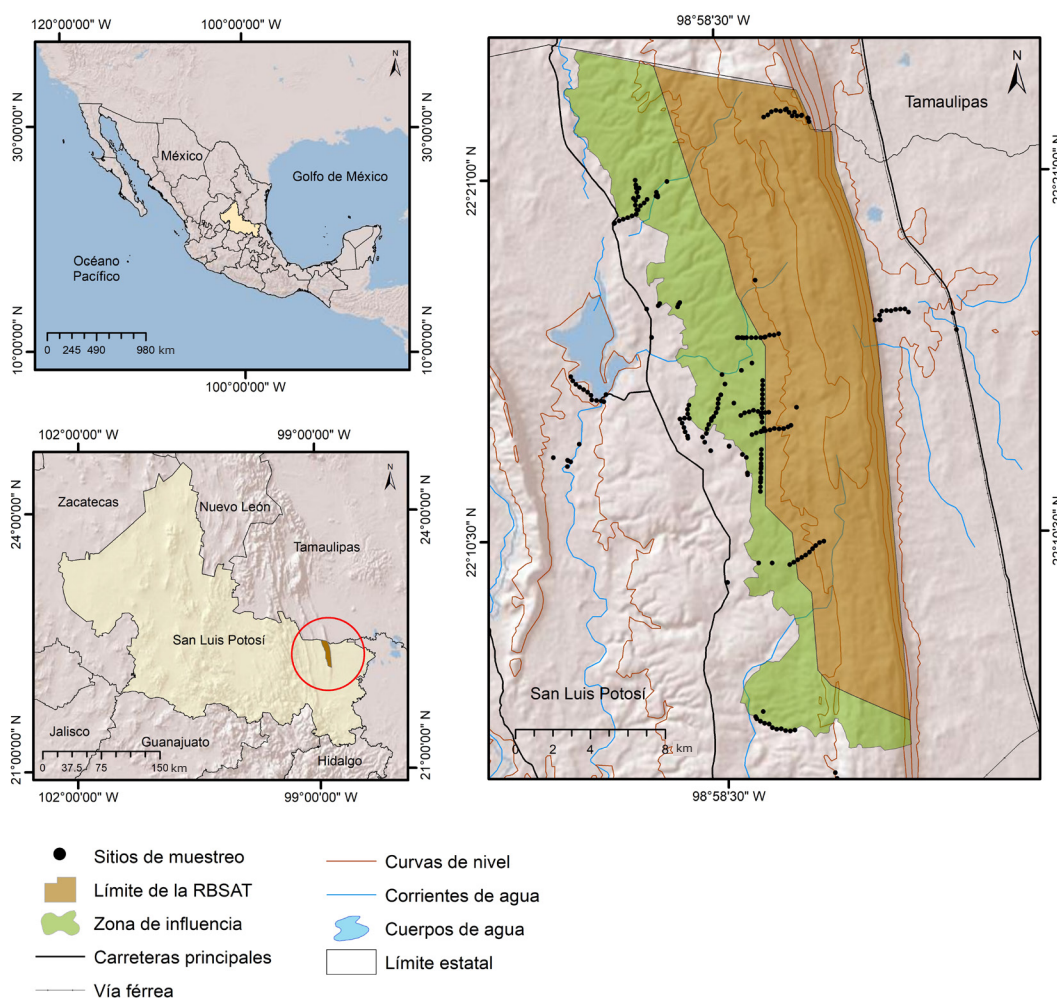 120°00'00" W
100°00'00" W
N
30°00'00" N
30°00'00" N
México
Golfo de México
Océano
Pacífico
10°00'00" N
10°00'00" N
0 245 490 980 km
100°00'00" W
102°00'00" W
99°00'00" W
N
Zacatecas
Nuevo León
24°00'00" N
24°00'00" N
Tamaulipas
San Luis Potosí
Jalisco
Guanajuato
Hidalgo
0 37.5 75 150 km
21°00'00" N
21°00'00" N
102°00'00" W
99°00'00" W
98°58'30" W
N
Tamaulipas
22°21'00" N
22°21'00" N
22°10'30" N
22°10'30" N
San Luis Potosí
0 2 4 8 km
98°58'30" W
Sitios de muestreo
Límite de la RBSAT
Zona de influencia
Carreteras principales
Vía férrea
Curvas de nivel
Corrientes de agua
Cuerpos de agua
Límite estatal